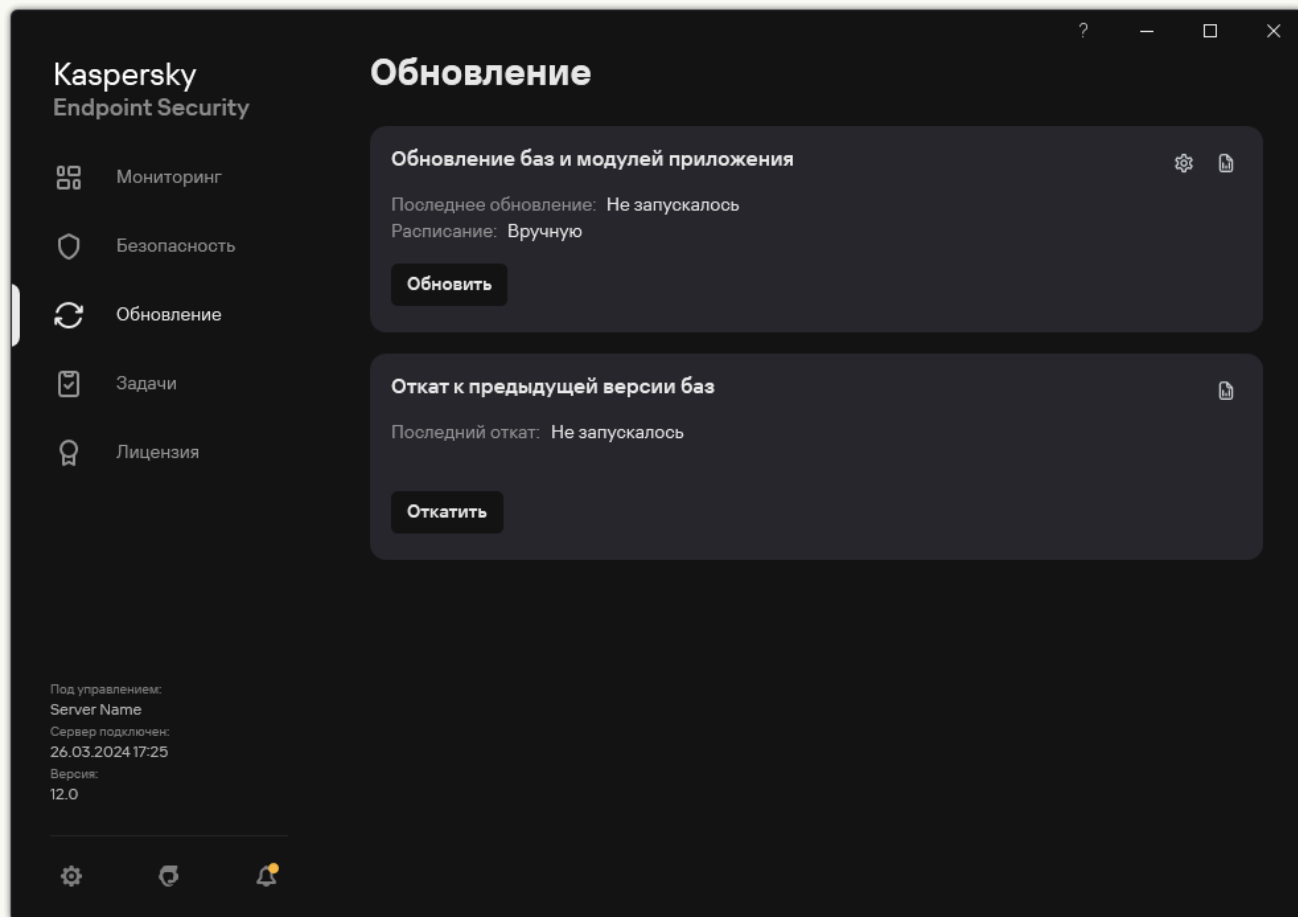 ?
Kaspersky
Endpoint Security
Мониторинг
Безопасность
Обновление
Задачи
Лицензия
Под управлением:
Server Name
Сервер подключен:
26.03.2024 17:25
Версия:
12.0
Обновление
Обновление баз и модулей приложения
Последнее обновление: Не запускалось
Расписание: Вручную
Обновить
Откат к предыдущей версии баз
Последний откат: Не запускалось
Откатить